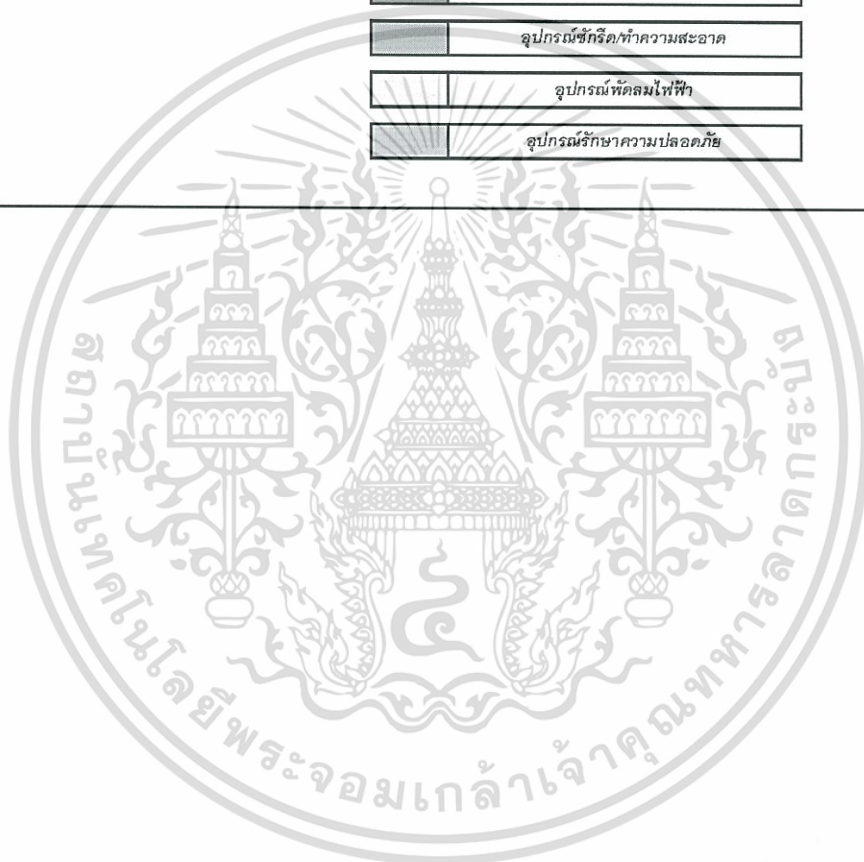 อุปกรณ์ซักรีด/ทำความสะอาด
อุปกรณ์พัดลมไฟฟ้า
อุปกรณ์รักษาความปลอดภัย
สถาบันเทคโนโลยีพระจอมเกล้าเจ้าคุณทหารลาดกระบัง
๔